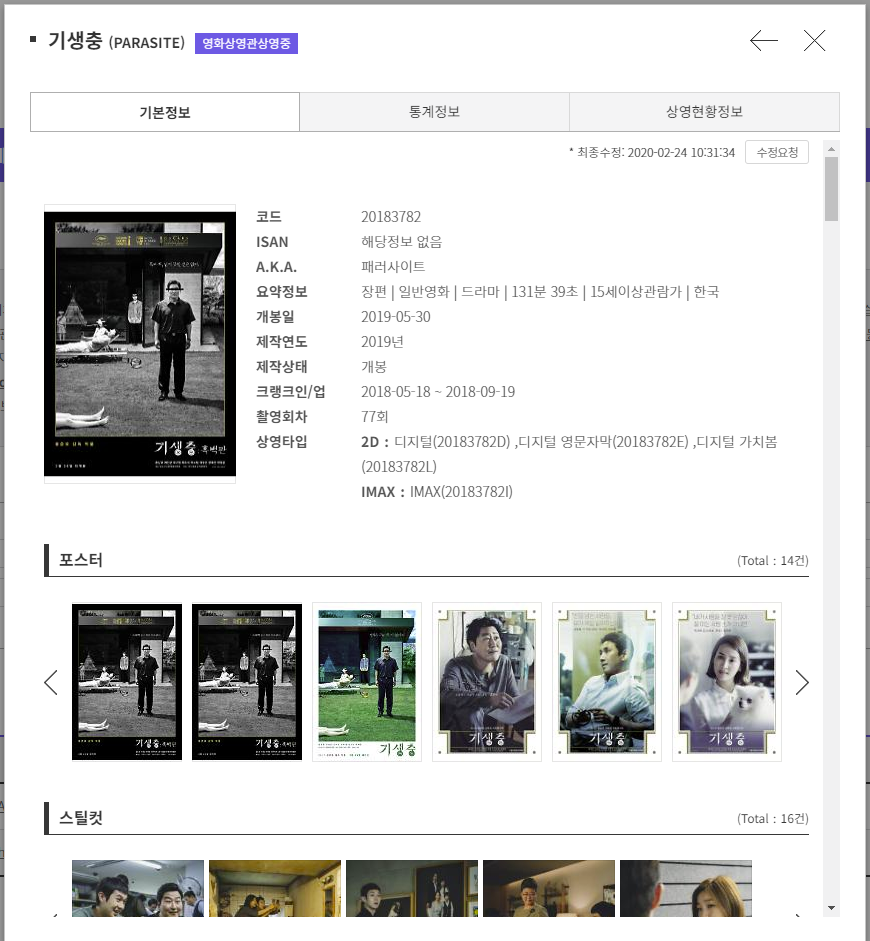 기생충 (PARASITE) 영화상영관상영중
기본정보 통계정보 상영현황정보
* 최종수정: 2020-02-24 10:31:34 수정요청
코드 20183782
ISAN 해당정보 없음
A.K.A. 패러사이트
요약정보 장편 | 일반영화 | 드라마 | 131분 39초 | 15세이상관람가 | 한국
개봉일 2019-05-30
제작연도 2019년
제작상태 개봉
크랭크인/업 2018-05-18 ~ 2018-09-19
촬영회차 77회
상영타입 2D : 디지털(20183782D) ,디지털 영문자막(20183782E) ,디지털 가치봄
(20183782L)
IMAX : IMAX(20183782I)
기생충 : 흑백판
포스터 (Total : 14건)
기생충 : 흑백판 기생충 : 흑백판 기생충 기생충 기생충 기생충
스틸컷 (Total : 16건)